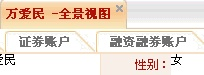 万爱民 -全景视图 ×
证券账户 融资融券账户
爱民 性别： 女